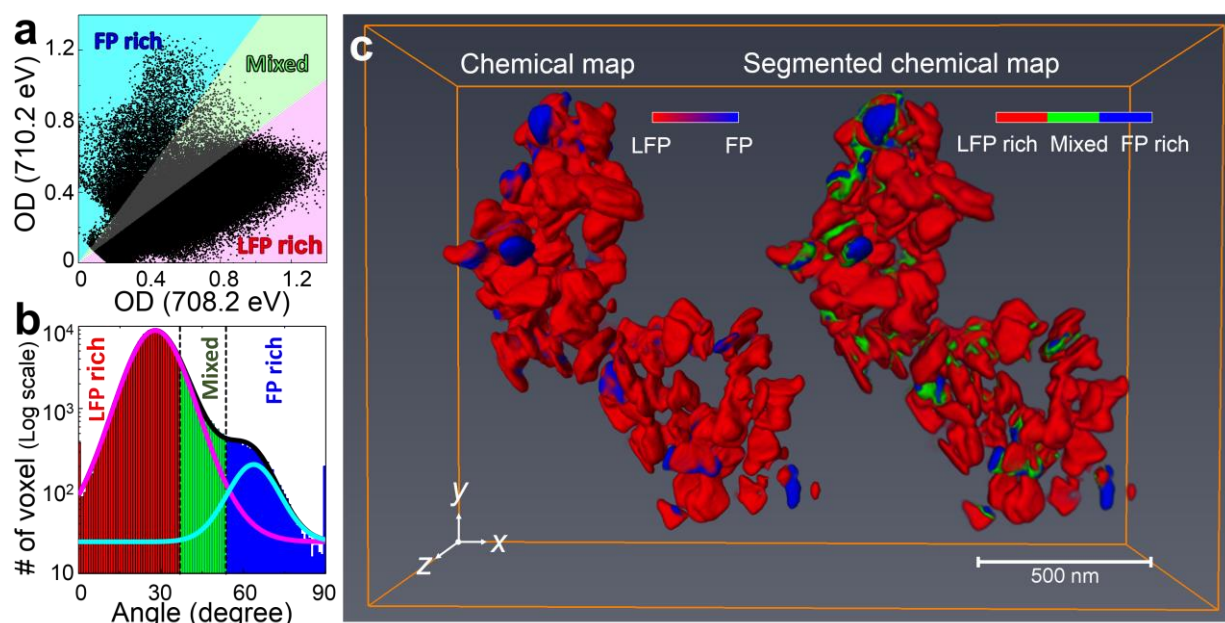 a
1.2
0.8
0.4
0
OD (710.2 eV)
FP rich
Mixed
LFP rich
0 0.4 0.8 1.2
OD (708.2 eV)
b
10⁴
10³
10²
10
# of voxel (Log scale)
LFP rich
Mixed
FP rich
0 30 60 90
Angle (degree)
c
Chemical map
Segmented chemical map
LFP FP
LFP rich Mixed FP rich
y
x
z
500 nm